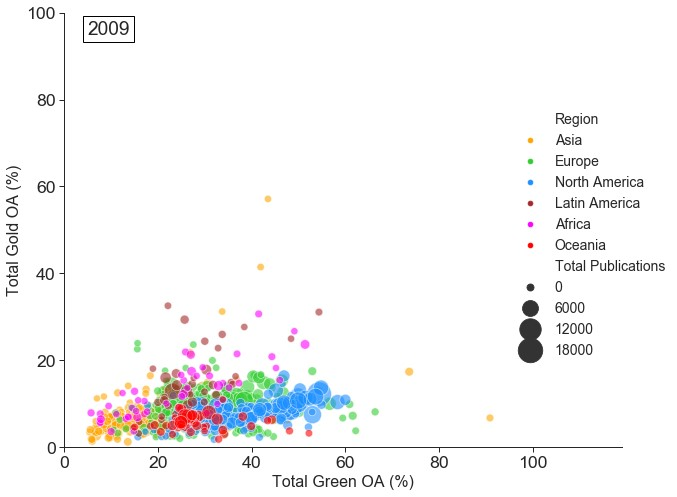 2009
100
80
60
40
20
0
Total Gold OA (%)
0 20 40 60 80 100
Total Green OA (%)
Region
Asia
Europe
North America
Latin America
Africa
Oceania
Total Publications
0
6000
12000
18000